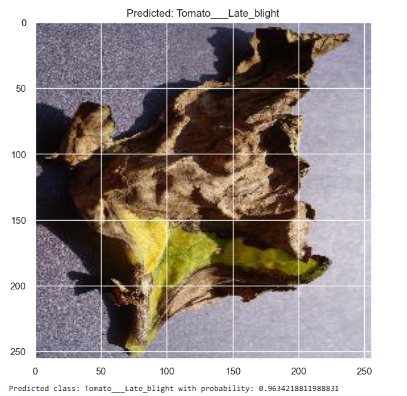 Predicted: Tomato___Late_blight
0
50
100
150
200
250
0 50 100 150 200 250
Predicted class: Tomato___Late_blight with probability: 0.9634218811988831